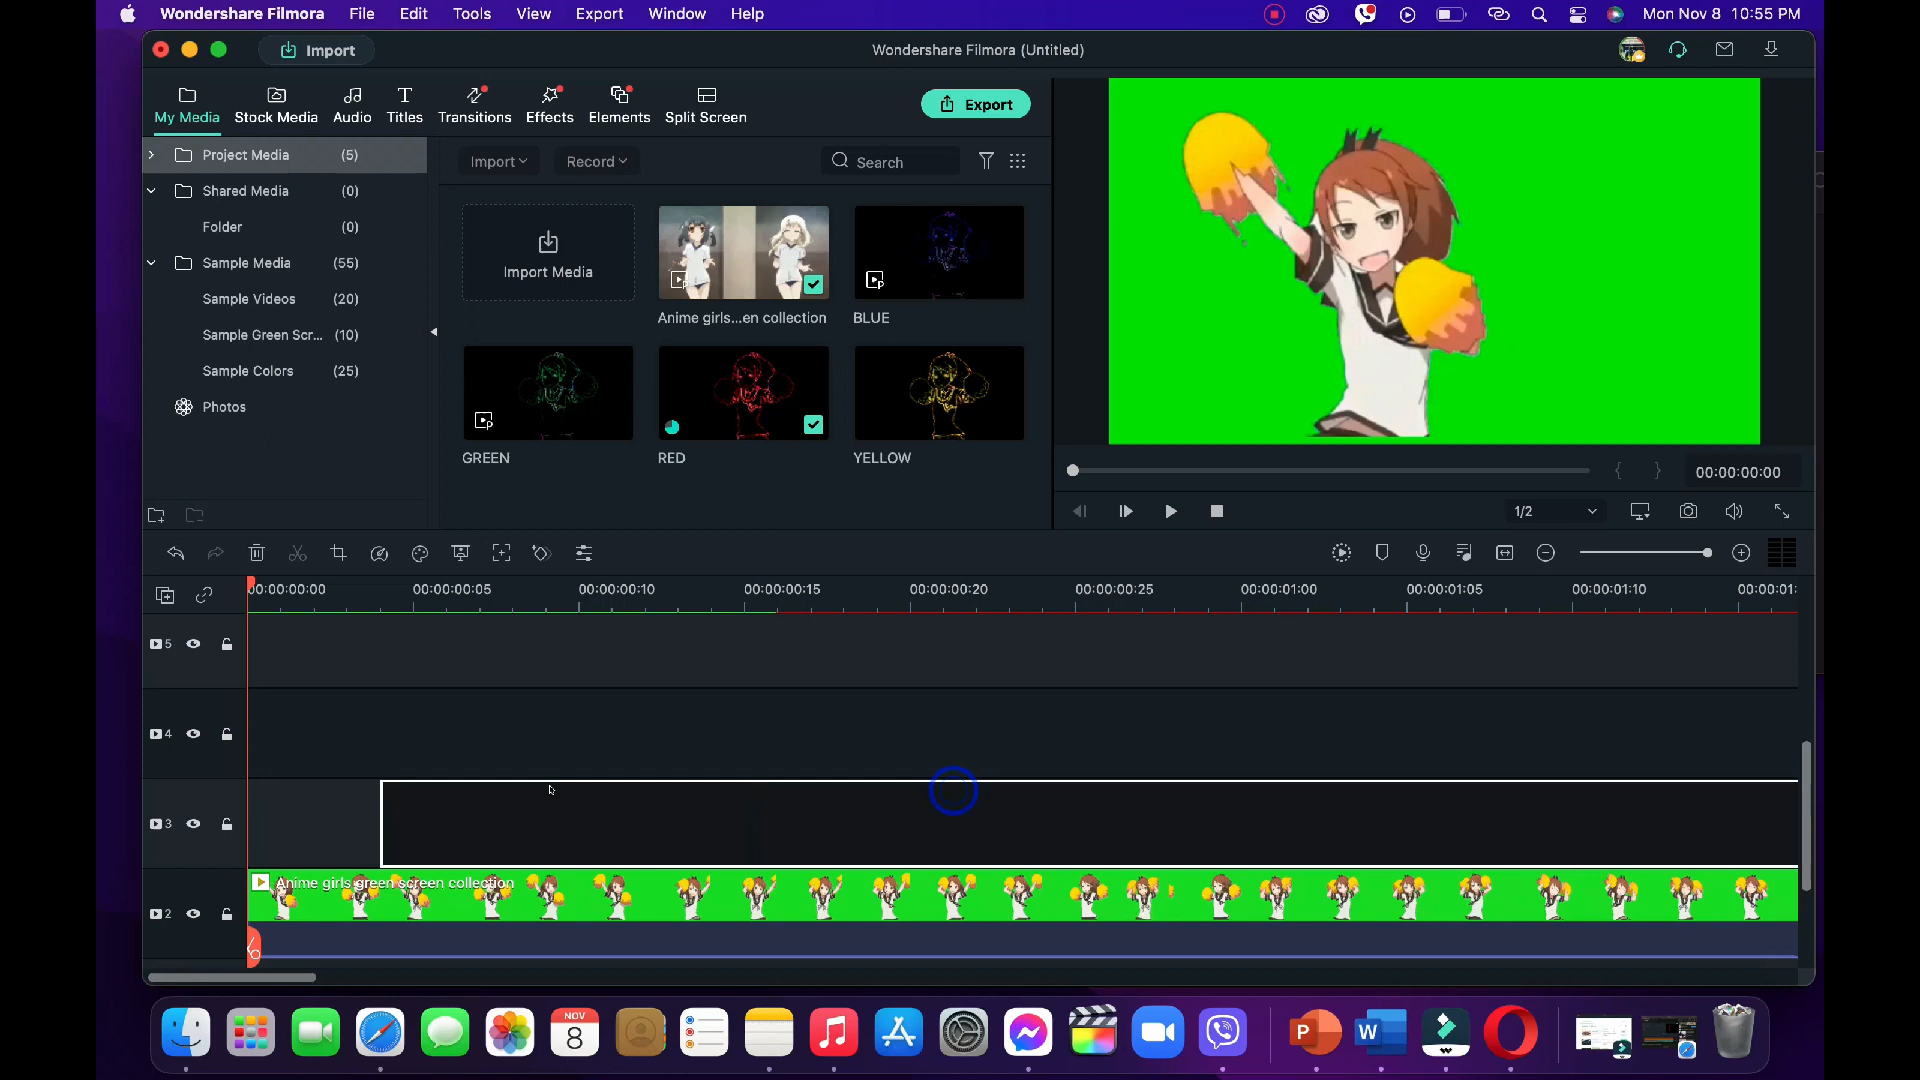 Wondershare Filmora File Edit Tools View Export Window Help Mon Nov 8 10:55 PM
Import Wondershare Filmora (Untitled)
My Media Stock Media Audio Titles Transitions Effects Elements Split Screen Export
Project Media (5)
Shared Media (0)
Folder (0)
Sample Media (55)
Sample Videos (20)
Sample Green Scr... (10)
Sample Colors (25)
Photos
Import Record Search
Import Media
Anime girls...en collection
BLUE
GREEN
RED
YELLOW
00:00:00:00
1/2
00:00:00:00 00:00:00:05 00:00:00:10 00:00:00:15 00:00:00:20 00:00:00:25 00:00:01:00 00:00:01:05 00:00:01:10 00:00:01:
5
4
3
Anime girls green screen collection
2
NOV
8
P
W